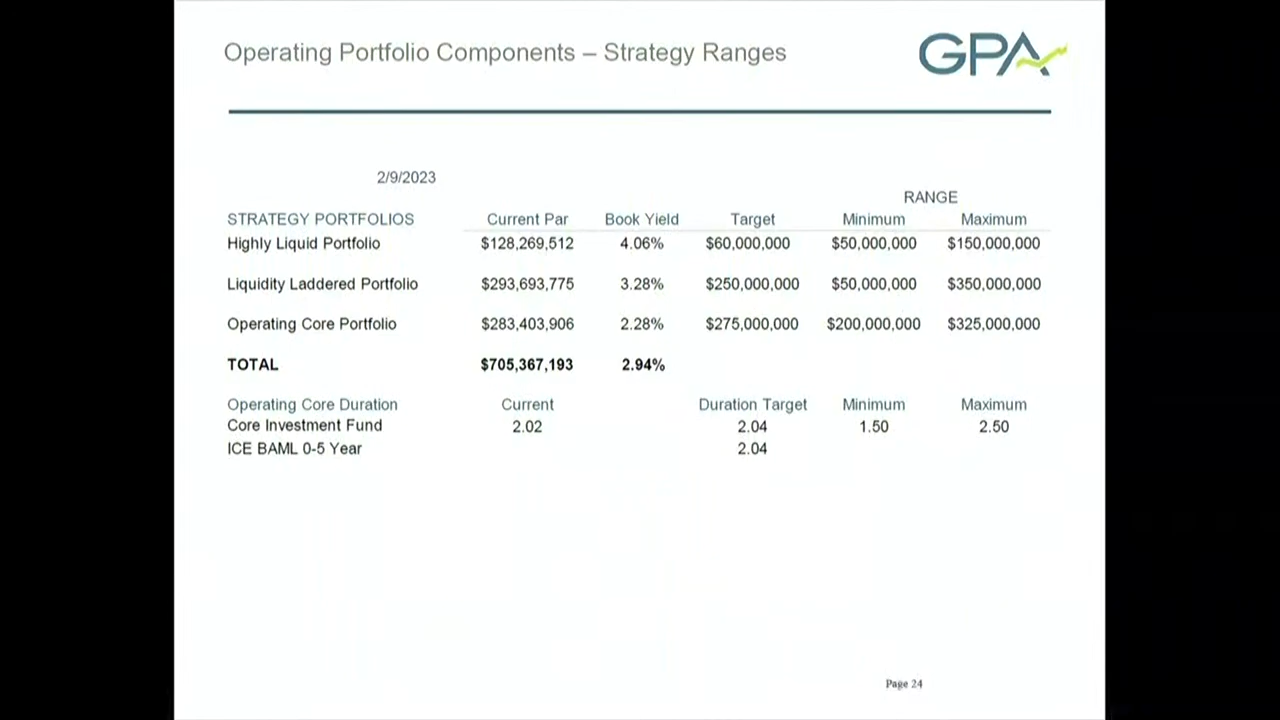 Operating Portfolio Components – Strategy Ranges
GPA
2/9/2023
RANGE
STRATEGY PORTFOLIOS Current Par Book Yield Target Minimum Maximum
Highly Liquid Portfolio $128,269,512 4.06% $60,000,000 $50,000,000 $150,000,000
Liquidity Laddered Portfolio $293,693,775 3.28% $250,000,000 $50,000,000 $350,000,000
Operating Core Portfolio $283,403,906 2.28% $275,000,000 $200,000,000 $325,000,000
TOTAL $705,367,193 2.94%
Operating Core Duration Current Duration Target Minimum Maximum
Core Investment Fund 2.02 2.04 1.50 2.50
ICE BAML 0-5 Year 2.04
Page 24